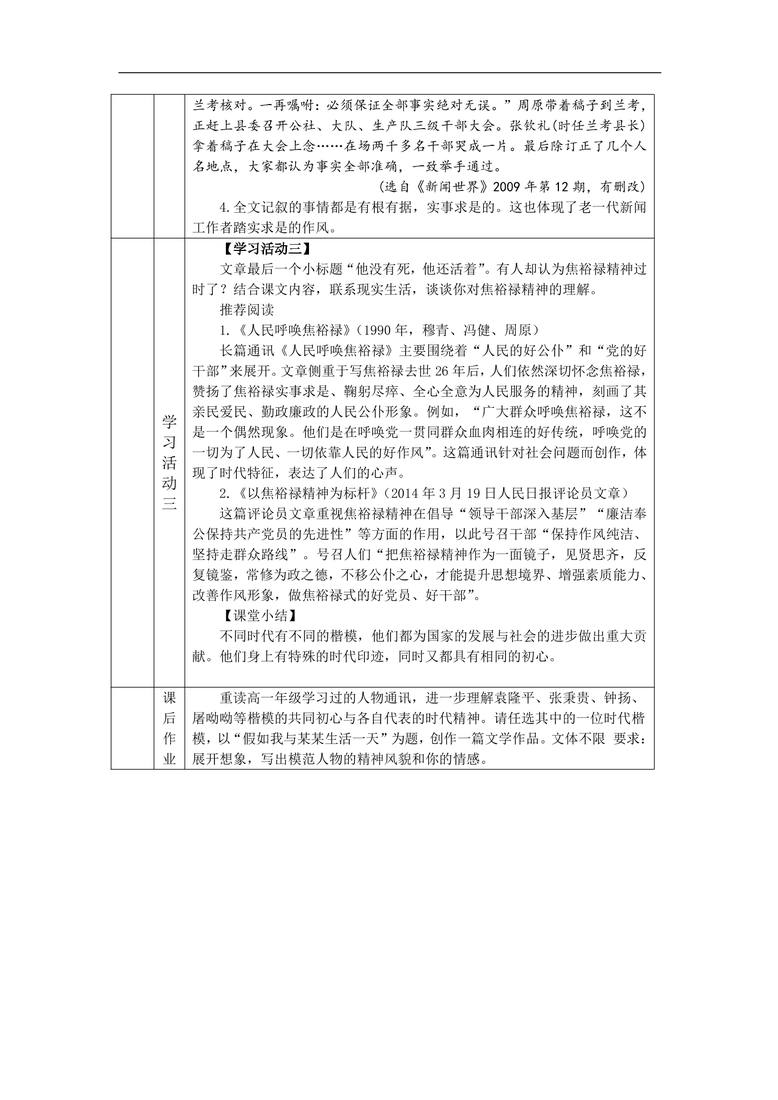 兰考核对。一再嘱咐：必须保证全部事实绝对无误。”周原带着稿子到兰考，
正赶上县委召开公社、大队、生产队三级干部大会。张钦礼(时任兰考县长)
拿着稿子在大会上念……在场两千多名干部哭成一片。最后除订正了几个人
名地点，大家都认为事实全部准确，一致举手通过。
(选自《新闻世界》2009 年第 12 期，有删改)
4.全文记叙的事情都是有根有据，实事求是的。这也体现了老一代新闻
工作者踏实求是的作风。
学习活动三
【学习活动三】
文章最后一个小标题“他没有死，他还活着”。有人却认为焦裕禄精神过
时了？结合课文内容，联系现实生活，谈谈你对焦裕禄精神的理解。
推荐阅读
1.《人民呼唤焦裕禄》（1990 年，穆青、冯健、周原）
长篇通讯《人民呼唤焦裕禄》主要围绕着“人民的好公仆”和“党的好
干部”来展开。文章侧重于写焦裕禄去世 26 年后，人们依然深切怀念焦裕禄，
赞扬了焦裕禄实事求是、鞠躬尽瘁、全心全意为人民服务的精神，刻画了其
亲民爱民、勤政廉政的人民公仆形象。例如，“广大群众呼唤焦裕禄，这不
是一个偶然现象。他们是在呼唤党一贯同群众血肉相连的好传统，呼唤党的
一切为了人民、一切依靠人民的好作风”。这篇通讯针对社会问题而创作，体
现了时代特征，表达了人们的心声。
2.《以焦裕禄精神为标杆》（2014 年 3 月 19 日人民日报评论员文章）
这篇评论员文章重视焦裕禄精神在倡导“领导干部深入基层”“廉洁奉
公保持共产党员的先进性”等方面的作用，以此号召干部“保持作风纯洁、
坚持走群众路线”。号召人们“把焦裕禄精神作为一面镜子，见贤思齐，反
复镜鉴，常修为政之德，不移公仆之心，才能提升思想境界、增强素质能力、
改善作风形象，做焦裕禄式的好党员、好干部”。
【课堂小结】
不同时代有不同的楷模，他们都为国家的发展与社会的进步做出重大贡
献。他们身上有特殊的时代印迹，同时又都具有相同的初心。
课后作业
重读高一年级学习过的人物通讯，进一步理解袁隆平、张秉贵、钟扬、
屠呦呦等楷模的共同初心与各自代表的时代精神。请任选其中的一位时代楷
模，以“假如我与某某生活一天”为题，创作一篇文学作品。文体不限 要求：
展开想象，写出模范人物的精神风貌和你的情感。